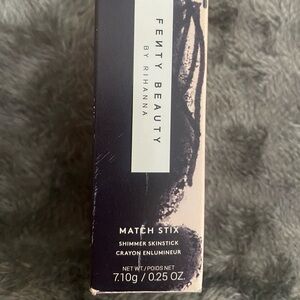 FENTY BEAUTY
BY RIHANNA
MATCH STIX
SHIMMER SKINSTICK
CRAYON ENLUMINEUR
NET WT/POIDS NET
7.10g / 0.25 OZ.